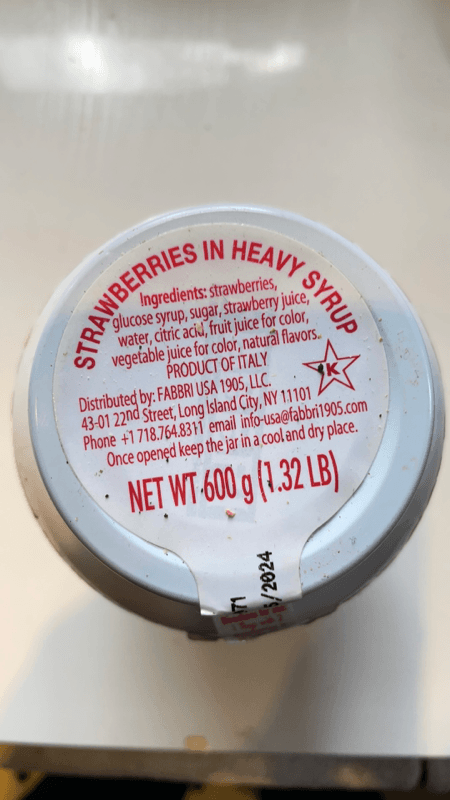 STRAWBERRIES IN HEAVY SYRUP
Ingredients: strawberries,
glucose syrup, sugar, strawberry juice,
water, citric acid, fruit juice for color,
vegetable juice for color, natural flavors.
PRODUCT OF ITALY
K
Distributed by: FABBRI USA 1905, LLC.
43-01 22nd Street, Long Island City, NY 11101
Phone +1 718.764.8311 email info-usa@fabbri1905.com
Once opened keep the jar in a cool and dry place.
NET WT 600 g (1.32 LB)
71
5/2024